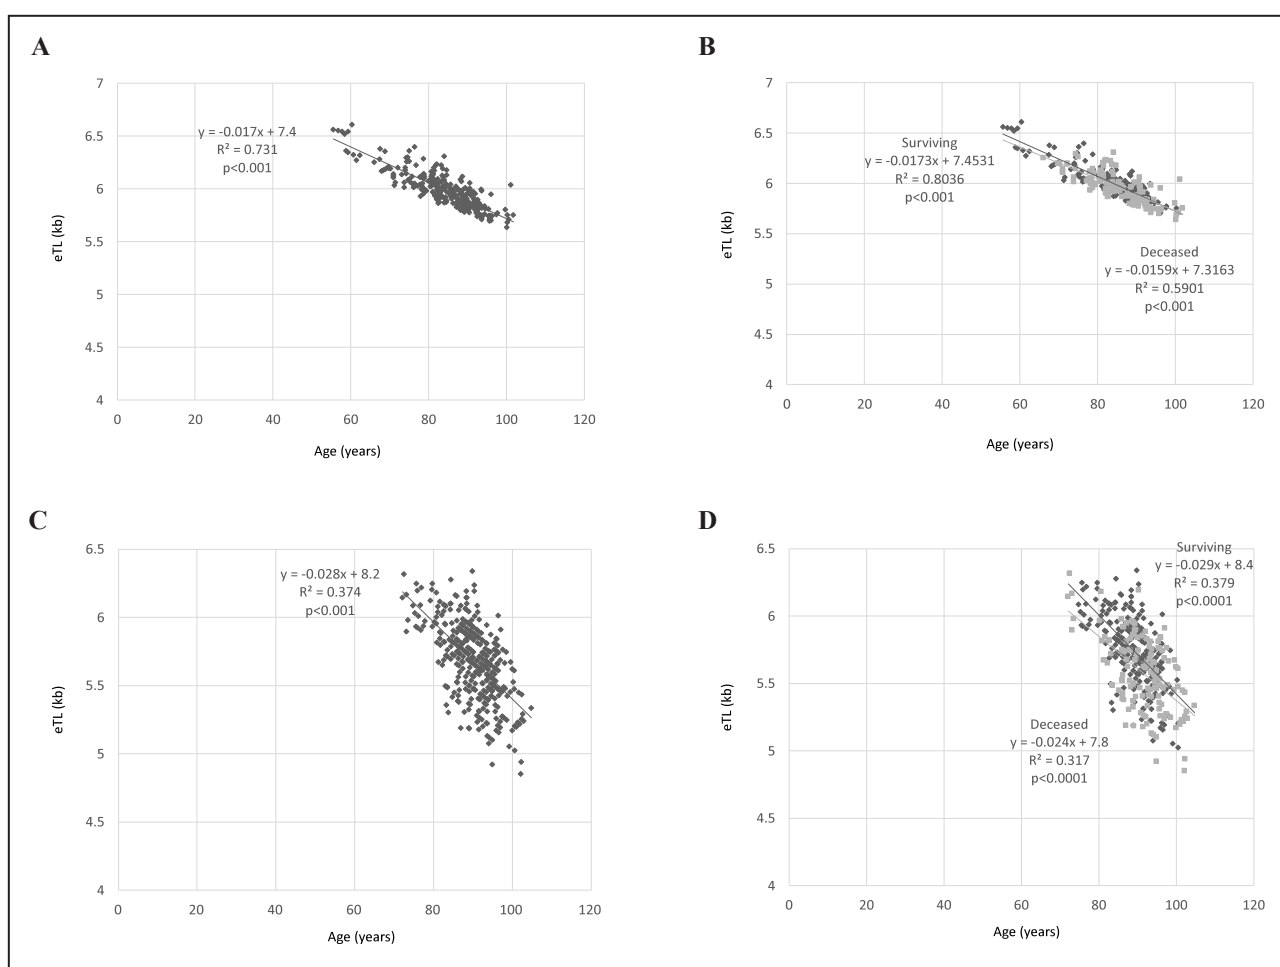 A
7
6.5
6
5.5
5
4.5
4
eTL (kb)
y = -0.017x + 7.4
R² = 0.731
p<0.001
0 20 40 60 80 100 120
Age (years)
B
7
6.5
6
5.5
5
4.5
4
eTL (kb)
Surviving
y = -0.0173x + 7.4531
R² = 0.8036
p<0.001
Deceased
y = -0.0159x + 7.3163
R² = 0.5901
p<0.001
0 20 40 60 80 100 120
Age (years)
C
6.5
6
5.5
5
4.5
4
eTL (kb)
y = -0.028x + 8.2
R² = 0.374
p<0.001
0 20 40 60 80 100 120
Age (years)
D
6.5
6
5.5
5
4.5
4
eTL (kb)
Surviving
y = -0.029x + 8.4
R² = 0.379
p<0.0001
Deceased
y = -0.024x + 7.8
R² = 0.317
p<0.0001
0 20 40 60 80 100 120
Age (years)